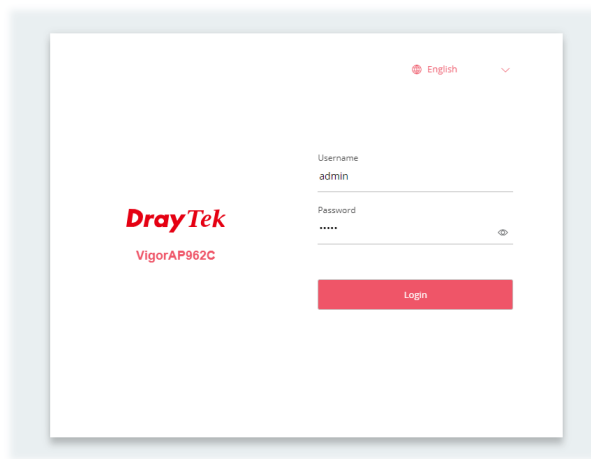 English
Username
admin
Password
•••••
DrayTek
VigorAP962C
Login